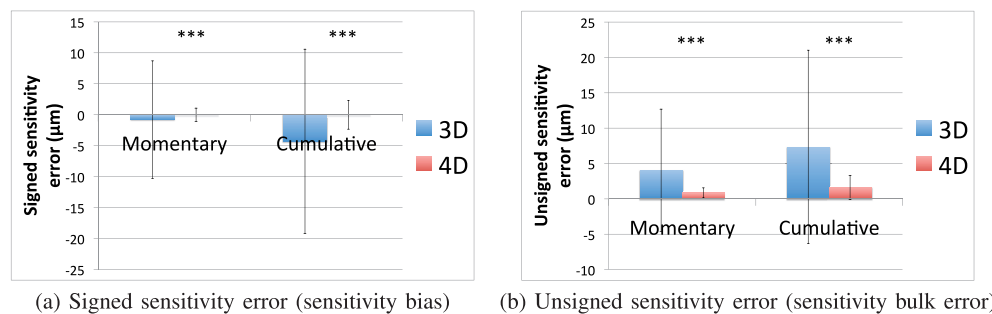 15
10
5
0
-5
-10
-15
-20
-25
Signed sensitivity
error (µm)
*** ***
Momentary Cumulative
3D
4D
(a) Signed sensitivity error (sensitivity bias)
25
20
15
10
5
0
-5
-10
Unsigned sensitivity
error (µm)
*** ***
Momentary Cumulative
3D
4D
(b) Unsigned sensitivity error (sensitivity bulk error)